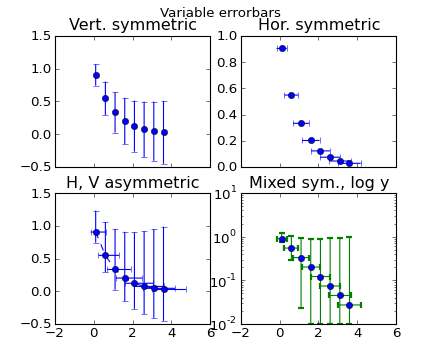 Variable errorbars
Vert. symmetric
Hor. symmetric
1.5
1.0
0.5
0.0
−0.5
1.0
0.8
0.6
0.4
0.2
0.0
H, V asymmetric
Mixed sym., log y
1.5
1.0
0.5
0.0
−0.5
10¹
10⁰
10⁻¹
10⁻²
−2 0 2 4 6
−2 0 2 4 6